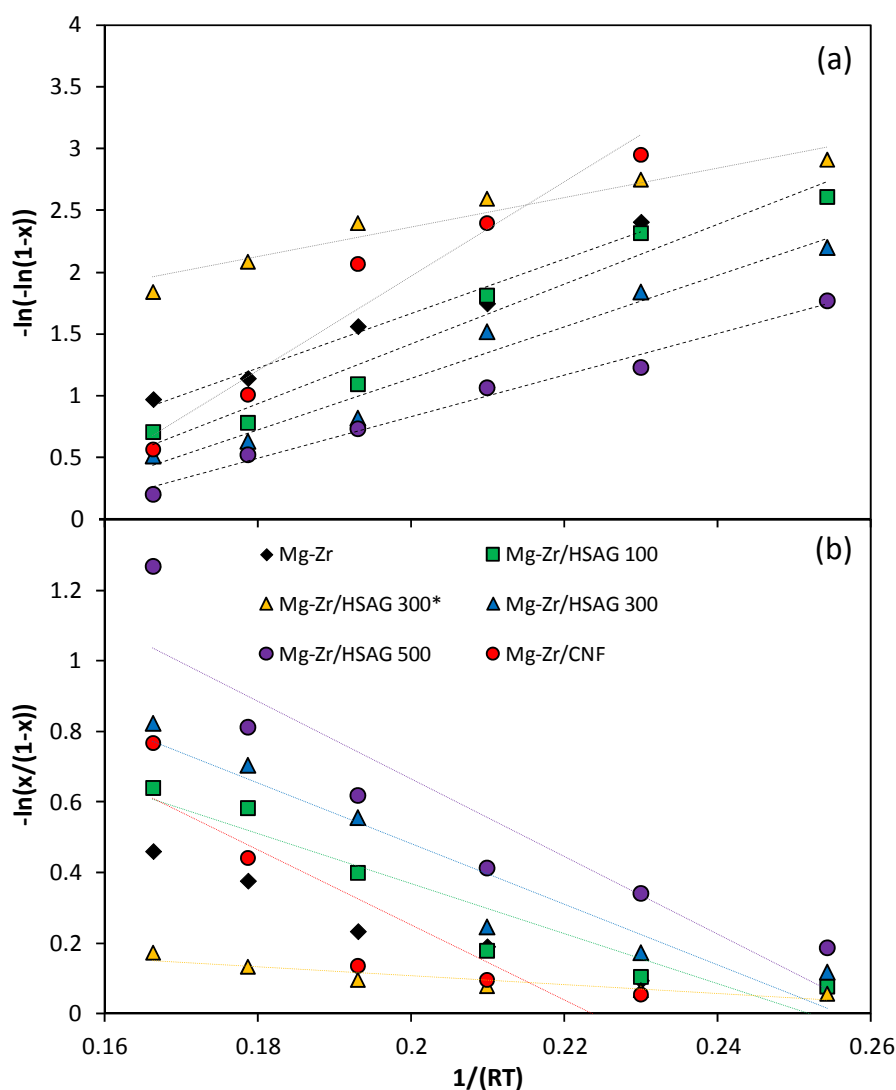 4
(a)
3.5
3
2.5
2
1.5
1
0.5
0
-ln(-ln(1-x))
(b)
Mg-Zr
Mg-Zr/HSAG 100
Mg-Zr/HSAG 300*
Mg-Zr/HSAG 300
Mg-Zr/HSAG 500
Mg-Zr/CNF
1.2
1
0.8
0.6
0.4
0.2
0
-ln(x/(1-x))
0.16
0.18
0.2
0.22
0.24
0.26
1/(RT)